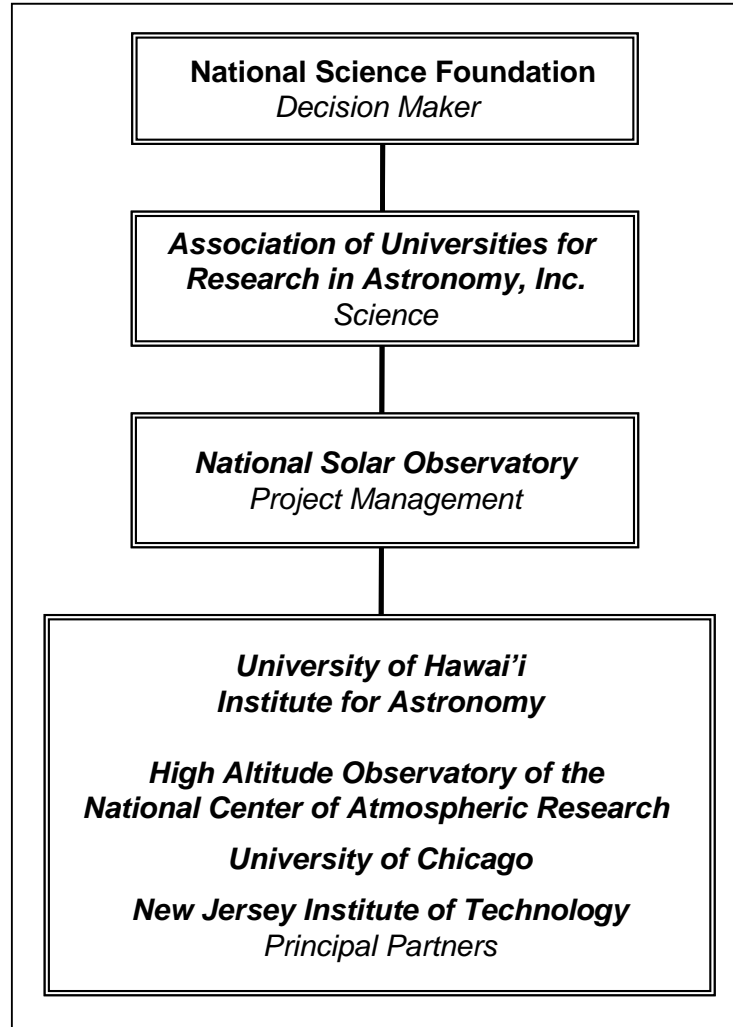 National Science Foundation
Decision Maker
Association of Universities for
Research in Astronomy, Inc.
Science
National Solar Observatory
Project Management
University of Hawai’i
Institute for Astronomy
High Altitude Observatory of the
National Center of Atmospheric Research
University of Chicago
New Jersey Institute of Technology
Principal Partners